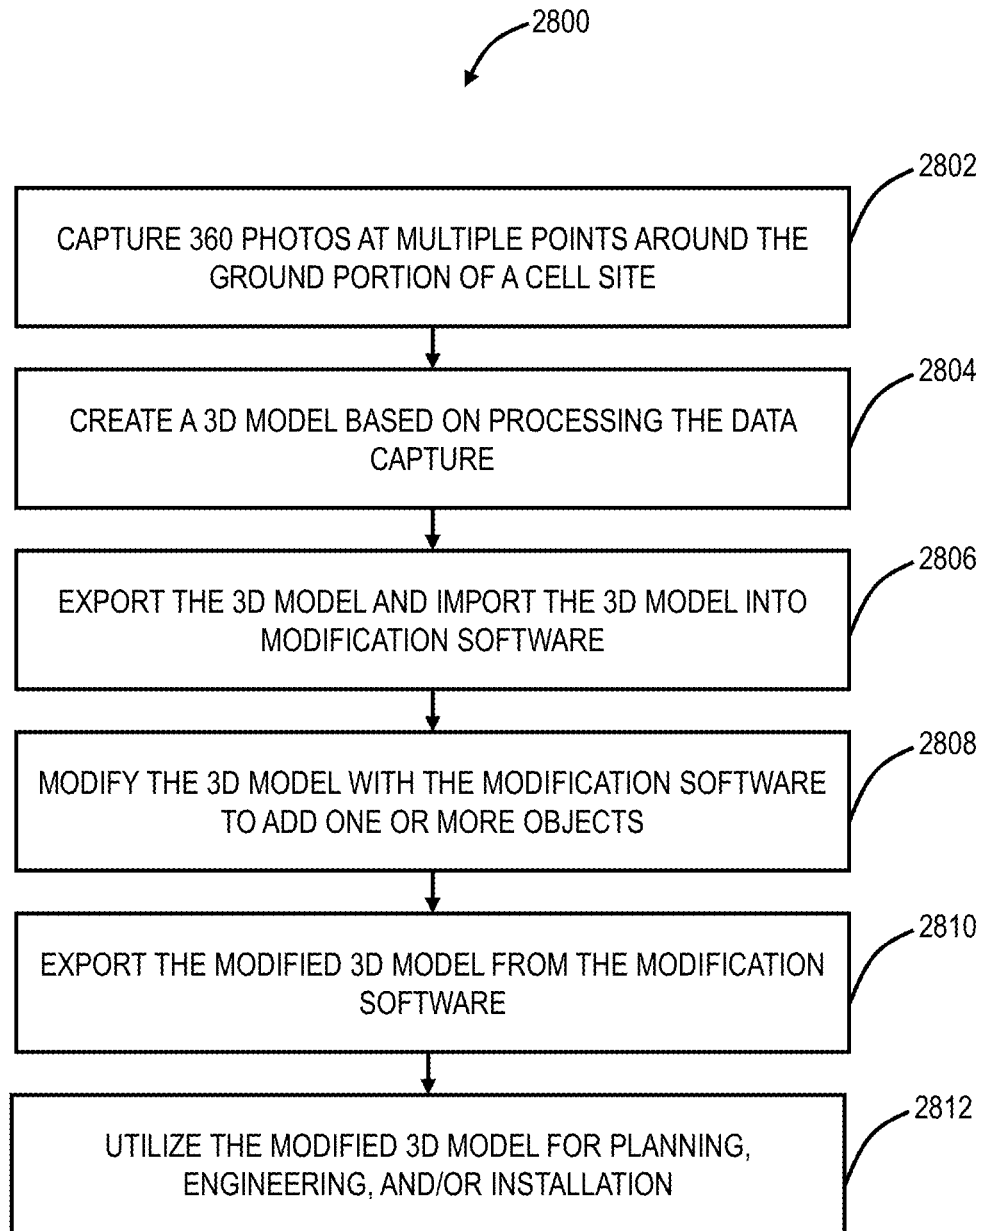 2800
2802
CAPTURE 360 PHOTOS AT MULTIPLE POINTS AROUND THE
GROUND PORTION OF A CELL SITE
2804
CREATE A 3D MODEL BASED ON PROCESSING THE DATA
CAPTURE
2806
EXPORT THE 3D MODEL AND IMPORT THE 3D MODEL INTO
MODIFICATION SOFTWARE
2808
MODIFY THE 3D MODEL WITH THE MODIFICATION SOFTWARE
TO ADD ONE OR MORE OBJECTS
2810
EXPORT THE MODIFIED 3D MODEL FROM THE MODIFICATION
SOFTWARE
2812
UTILIZE THE MODIFIED 3D MODEL FOR PLANNING,
ENGINEERING, AND/OR INSTALLATION